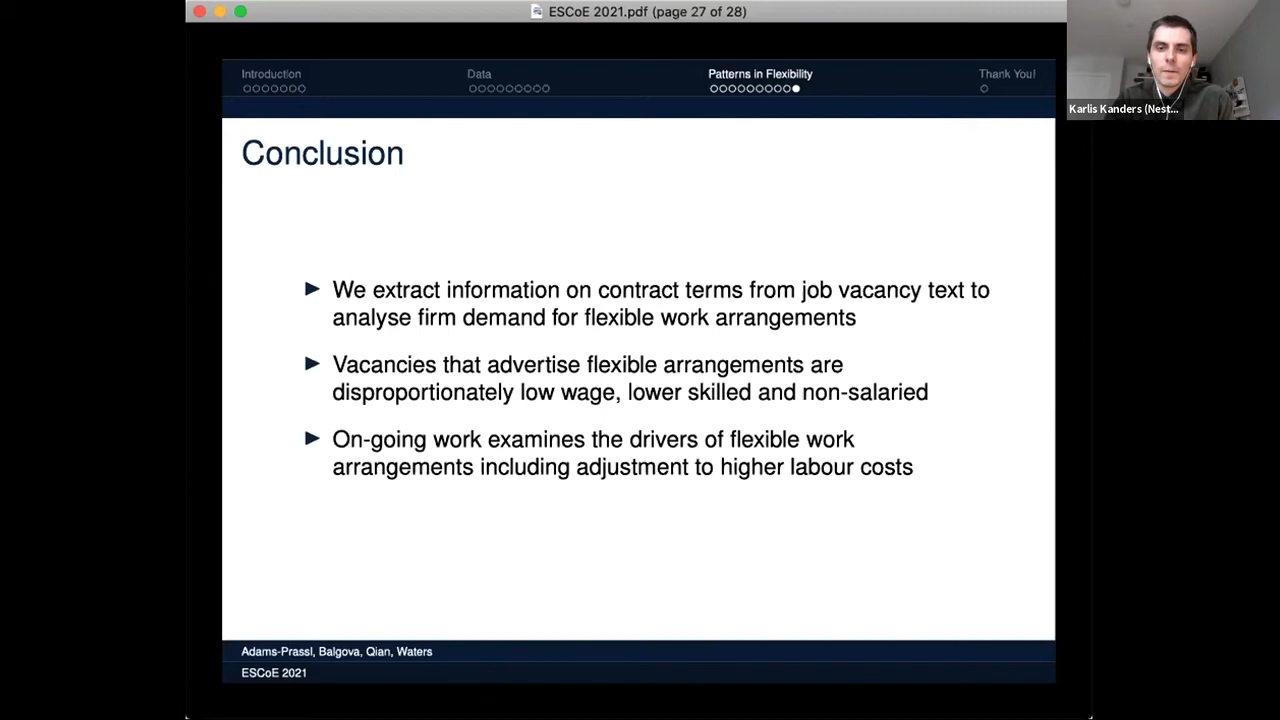 ESCoE 2021.pdf (page 27 of 28)
Karlis Kanders (Nest...
Introduction
Data
Patterns in Flexibility
Thank You!
Conclusion
We extract information on contract terms from job vacancy text to
analyse firm demand for flexible work arrangements
Vacancies that advertise flexible arrangements are
disproportionately low wage, lower skilled and non-salaried
On-going work examines the drivers of flexible work
arrangements including adjustment to higher labour costs
Adams-Prassl, Balgova, Qian, Waters
ESCoE 2021